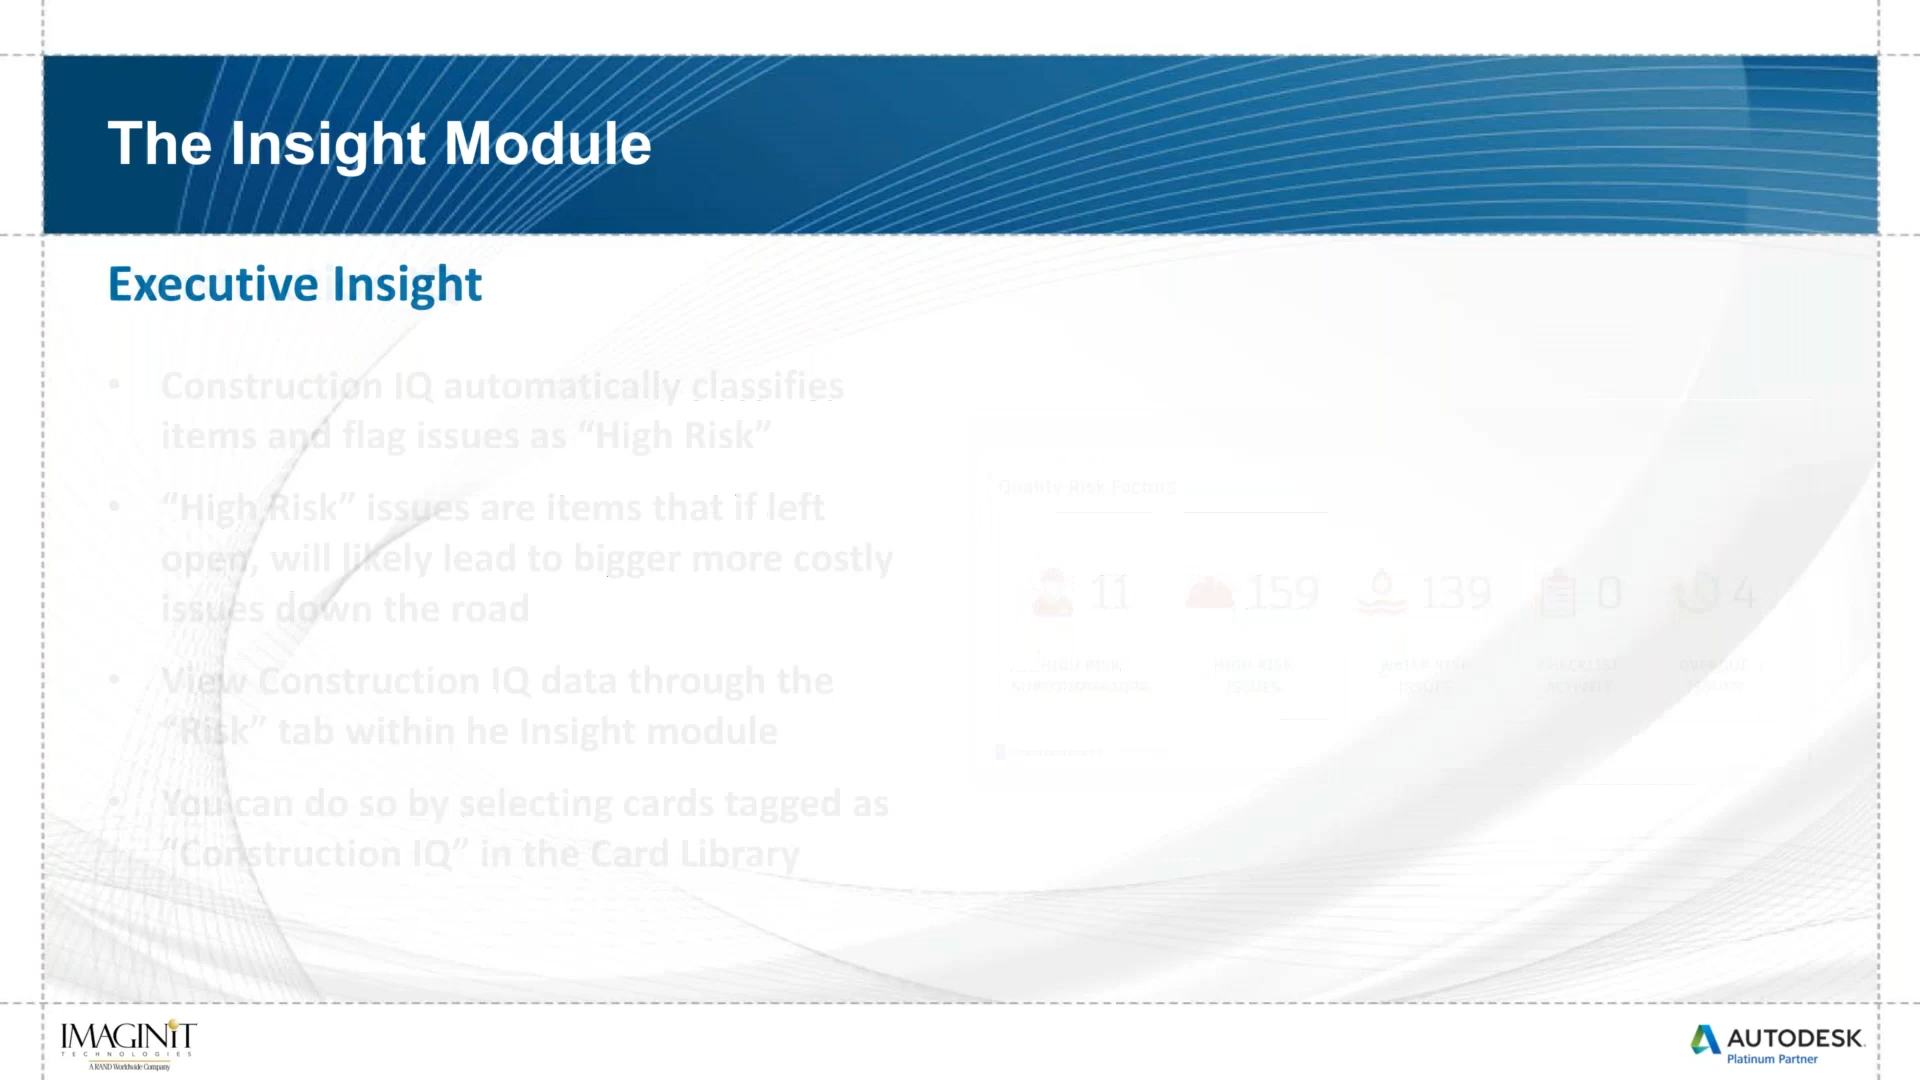 The Insight Module
Executive Insight
• Construction IQ automatically classifies
items and flag issues as “High Risk”
• “High Risk” issues are items that if left
open, will likely lead to bigger more costly
issues down the road
• View Construction IQ data through the
“Risk” tab within he Insight module
• You can do so by selecting cards tagged as
“Construction IQ” in the Card Library
Quality Risk Factors
11 159 139 0 4
HIGH RISK HIGH RISK WATER RISK CHECKLIST OVERDUE
ISSUES ISSUES
IMAGINiT
TECHNOLOGIES
A RAND Worldwide Company
AUTODESK.
Platinum Partner